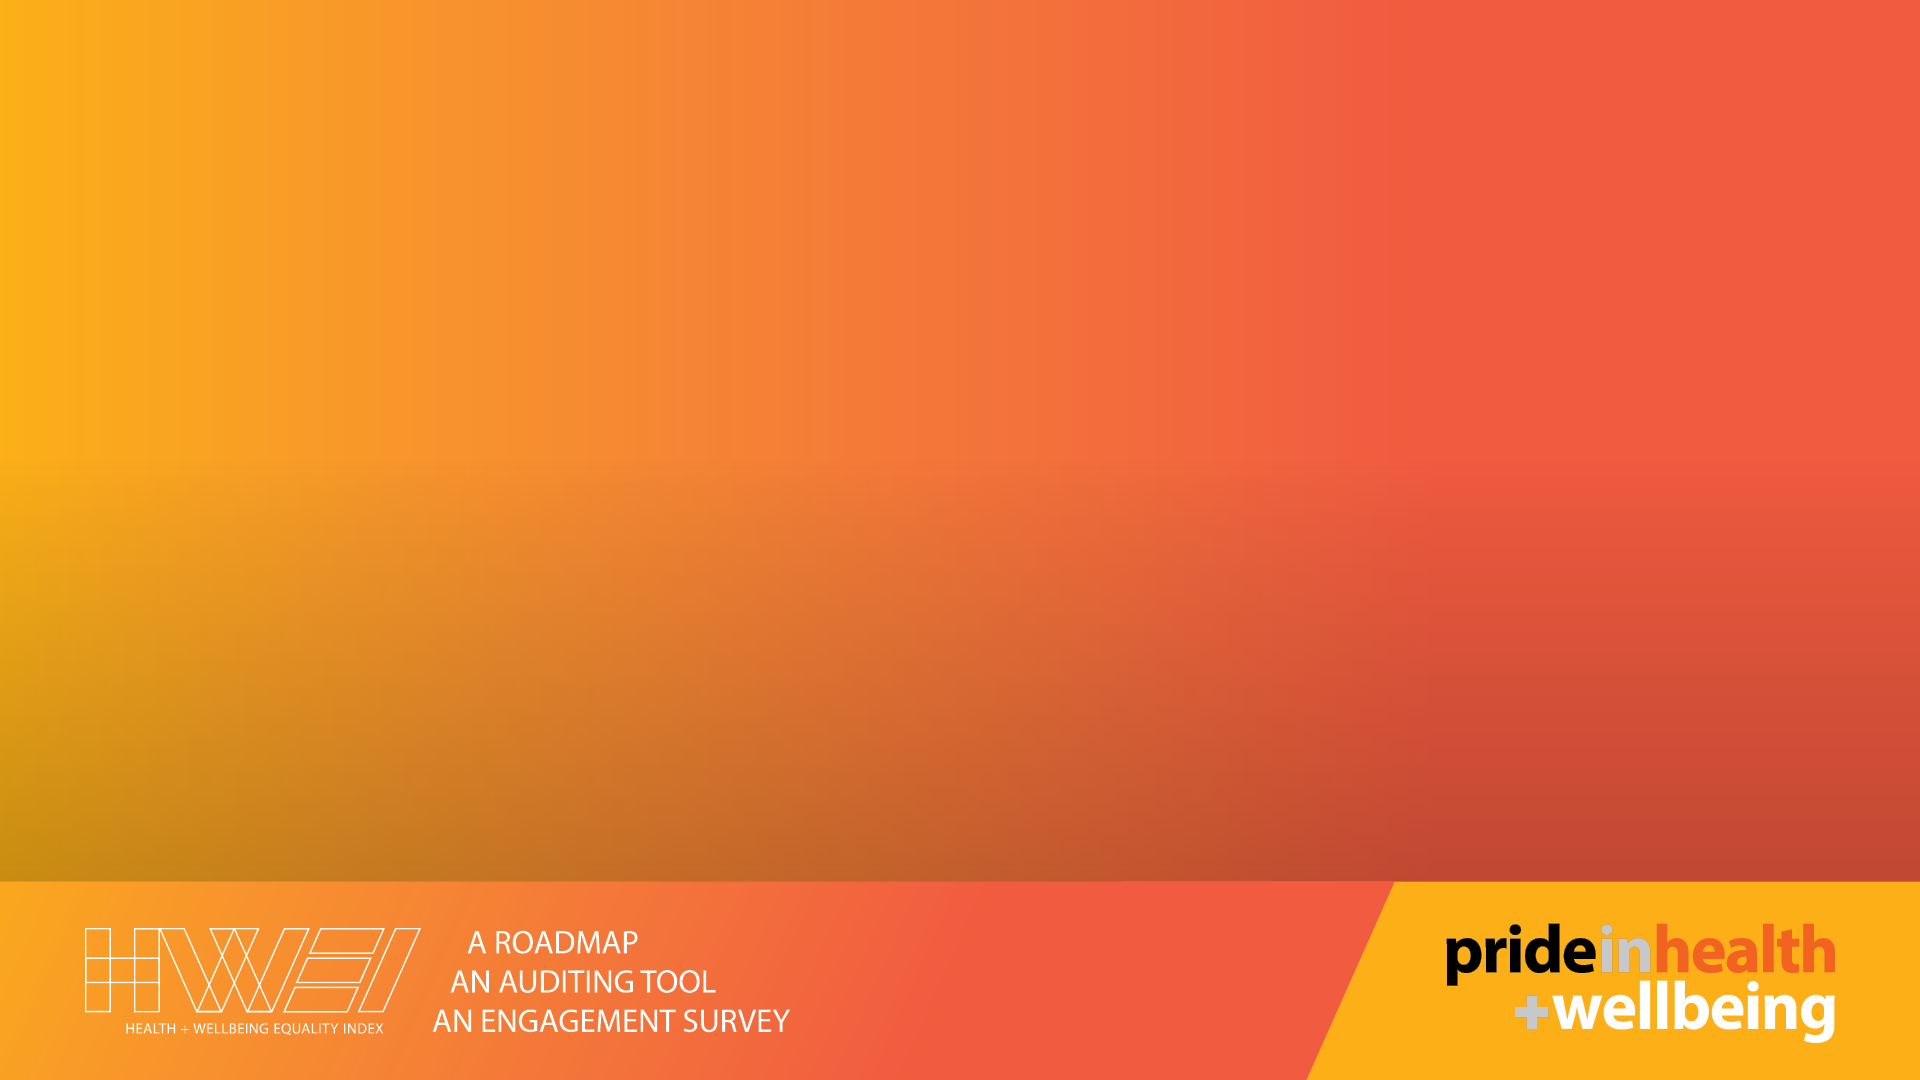 HWEI
HEALTH + WELLBEING EQUALITY INDEX
A ROADMAP
AN AUDITING TOOL
AN ENGAGEMENT SURVEY
prideinhealth
+wellbeing